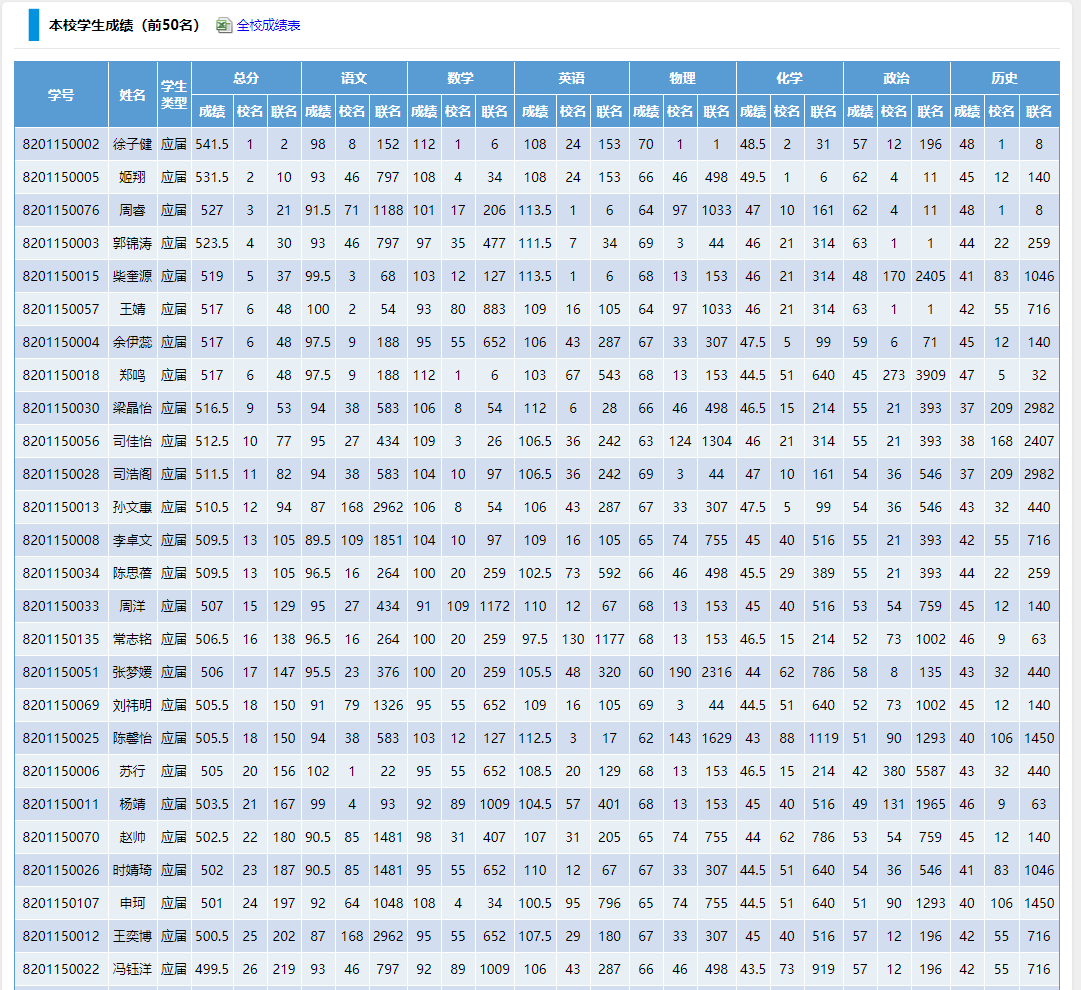 本校学生成绩（前50名） 全校成绩表
学号 姓名 学生类型 总分 语文 数学 英语 物理 化学 政治 历史
成绩 校名 联名 成绩 校名 联名 成绩 校名 联名 成绩 校名 联名 成绩 校名 联名 成绩 校名 联名 成绩 校名 联名 成绩 校名 联名
8201150002 徐子健 应届 541.5 1 2 98 8 152 112 1 6 108 24 153 70 1 1 48.5 2 31 57 12 196 48 1 8
8201150005 姬翔 应届 531.5 2 10 93 46 797 108 4 34 108 24 153 66 46 498 49.5 1 6 62 4 11 45 12 140
8201150076 周睿 应届 527 3 21 91.5 71 1188 101 17 206 113.5 1 6 64 97 1033 47 10 161 62 4 11 48 1 8
8201150003 郭锦涛 应届 523.5 4 30 93 46 797 97 35 477 111.5 7 34 69 3 44 46 21 314 63 1 1 44 22 259
8201150015 柴奎源 应届 519 5 37 99.5 3 68 103 12 127 113.5 1 6 68 13 153 46 21 314 48 170 2405 41 83 1046
8201150057 王婧 应届 517 6 48 100 2 54 93 80 883 109 16 105 64 97 1033 46 21 314 63 1 1 42 55 716
8201150004 余伊蕊 应届 517 6 48 97.5 9 188 95 55 652 106 43 287 67 33 307 47.5 5 99 59 6 71 45 12 140
8201150018 郑鸣 应届 517 6 48 97.5 9 188 112 1 6 103 67 543 68 13 153 44.5 51 640 45 273 3909 47 5 32
8201150030 梁晶怡 应届 516.5 9 53 94 38 583 106 8 54 112 6 28 66 46 498 46.5 15 214 55 21 393 37 209 2982
8201150056 司佳怡 应届 512.5 10 77 95 27 434 109 3 26 106.5 36 242 63 124 1304 46 21 314 55 21 393 38 168 2407
8201150028 司浩阁 应届 511.5 11 82 94 38 583 104 10 97 106.5 36 242 69 3 44 47 10 161 54 36 546 37 209 2982
8201150013 孙文惠 应届 510.5 12 94 87 168 2962 106 8 54 106 43 287 67 33 307 47.5 5 99 54 36 546 43 32 440
8201150008 李卓文 应届 509.5 13 105 89.5 109 1851 104 10 97 109 16 105 65 74 755 45 40 516 55 21 393 42 55 716
8201150034 陈思蓓 应届 509.5 13 105 96.5 16 264 100 20 259 102.5 73 592 66 46 498 45.5 29 389 55 21 393 44 22 259
8201150033 周洋 应届 507 15 129 95 27 434 91 109 1172 110 12 67 68 13 153 45 40 516 53 54 759 45 12 140
8201150135 常志铭 应届 506.5 16 138 96.5 16 264 100 20 259 97.5 130 1177 68 13 153 46.5 15 214 52 73 1002 46 9 63
8201150051 张梦媛 应届 506 17 147 95.5 23 376 100 20 259 105.5 48 320 60 190 2316 44 62 786 58 8 135 43 32 440
8201150069 刘祎明 应届 505.5 18 150 91 79 1326 95 55 652 109 16 105 69 3 44 44.5 51 640 52 73 1002 45 12 140
8201150025 陈馨怡 应届 505.5 18 150 94 38 583 103 12 127 112.5 3 17 62 143 1629 43 88 1119 51 90 1293 40 106 1450
8201150006 苏行 应届 505 20 156 102 1 22 95 55 652 108.5 20 129 68 13 153 46.5 15 214 42 380 5587 43 32 440
8201150011 杨靖 应届 503.5 21 167 99 4 93 92 89 1009 104.5 57 401 68 13 153 45 40 516 49 131 1965 46 9 63
8201150070 赵帅 应届 502.5 22 180 90.5 85 1481 98 31 407 107 31 205 65 74 755 44 62 786 53 54 759 45 12 140
8201150026 时婧琦 应届 502 23 187 90.5 85 1481 95 55 652 110 12 67 67 33 307 44.5 51 640 54 36 546 41 83 1046
8201150107 申珂 应届 501 24 197 92 64 1048 108 4 34 100.5 95 796 65 74 755 44.5 51 640 51 90 1293 40 106 1450
8201150012 王奕博 应届 500.5 25 202 87 168 2962 95 55 652 107.5 29 180 67 33 307 45 40 516 57 12 196 42 55 716
8201150022 冯钰洋 应届 499.5 26 219 93 46 797 92 89 1009 106 43 287 66 46 498 43.5 73 919 57 12 196 42 55 716